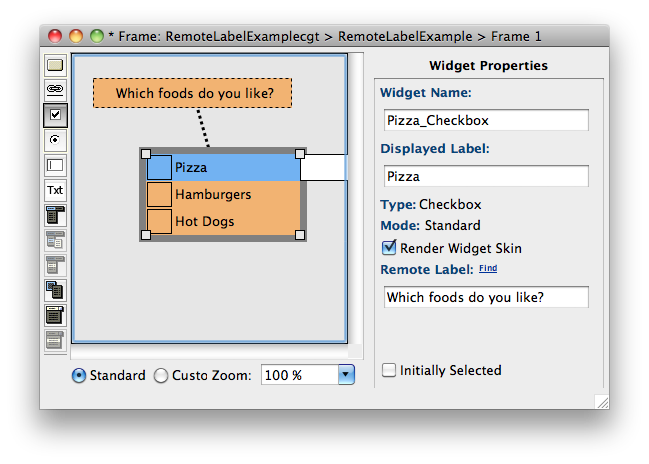 * Frame: RemoteLabelExamplecgt > RemoteLabelExample > Frame 1
Which foods do you like?
Pizza
Hamburgers
Hot Dogs
Txt
Standard
Custo Zoom:
100 %
Widget Properties
Widget Name:
Pizza_Checkbox
Displayed Label:
Pizza
Type: Checkbox
Mode: Standard
Render Widget Skin
Remote Label: Find
Which foods do you like?
Initially Selected